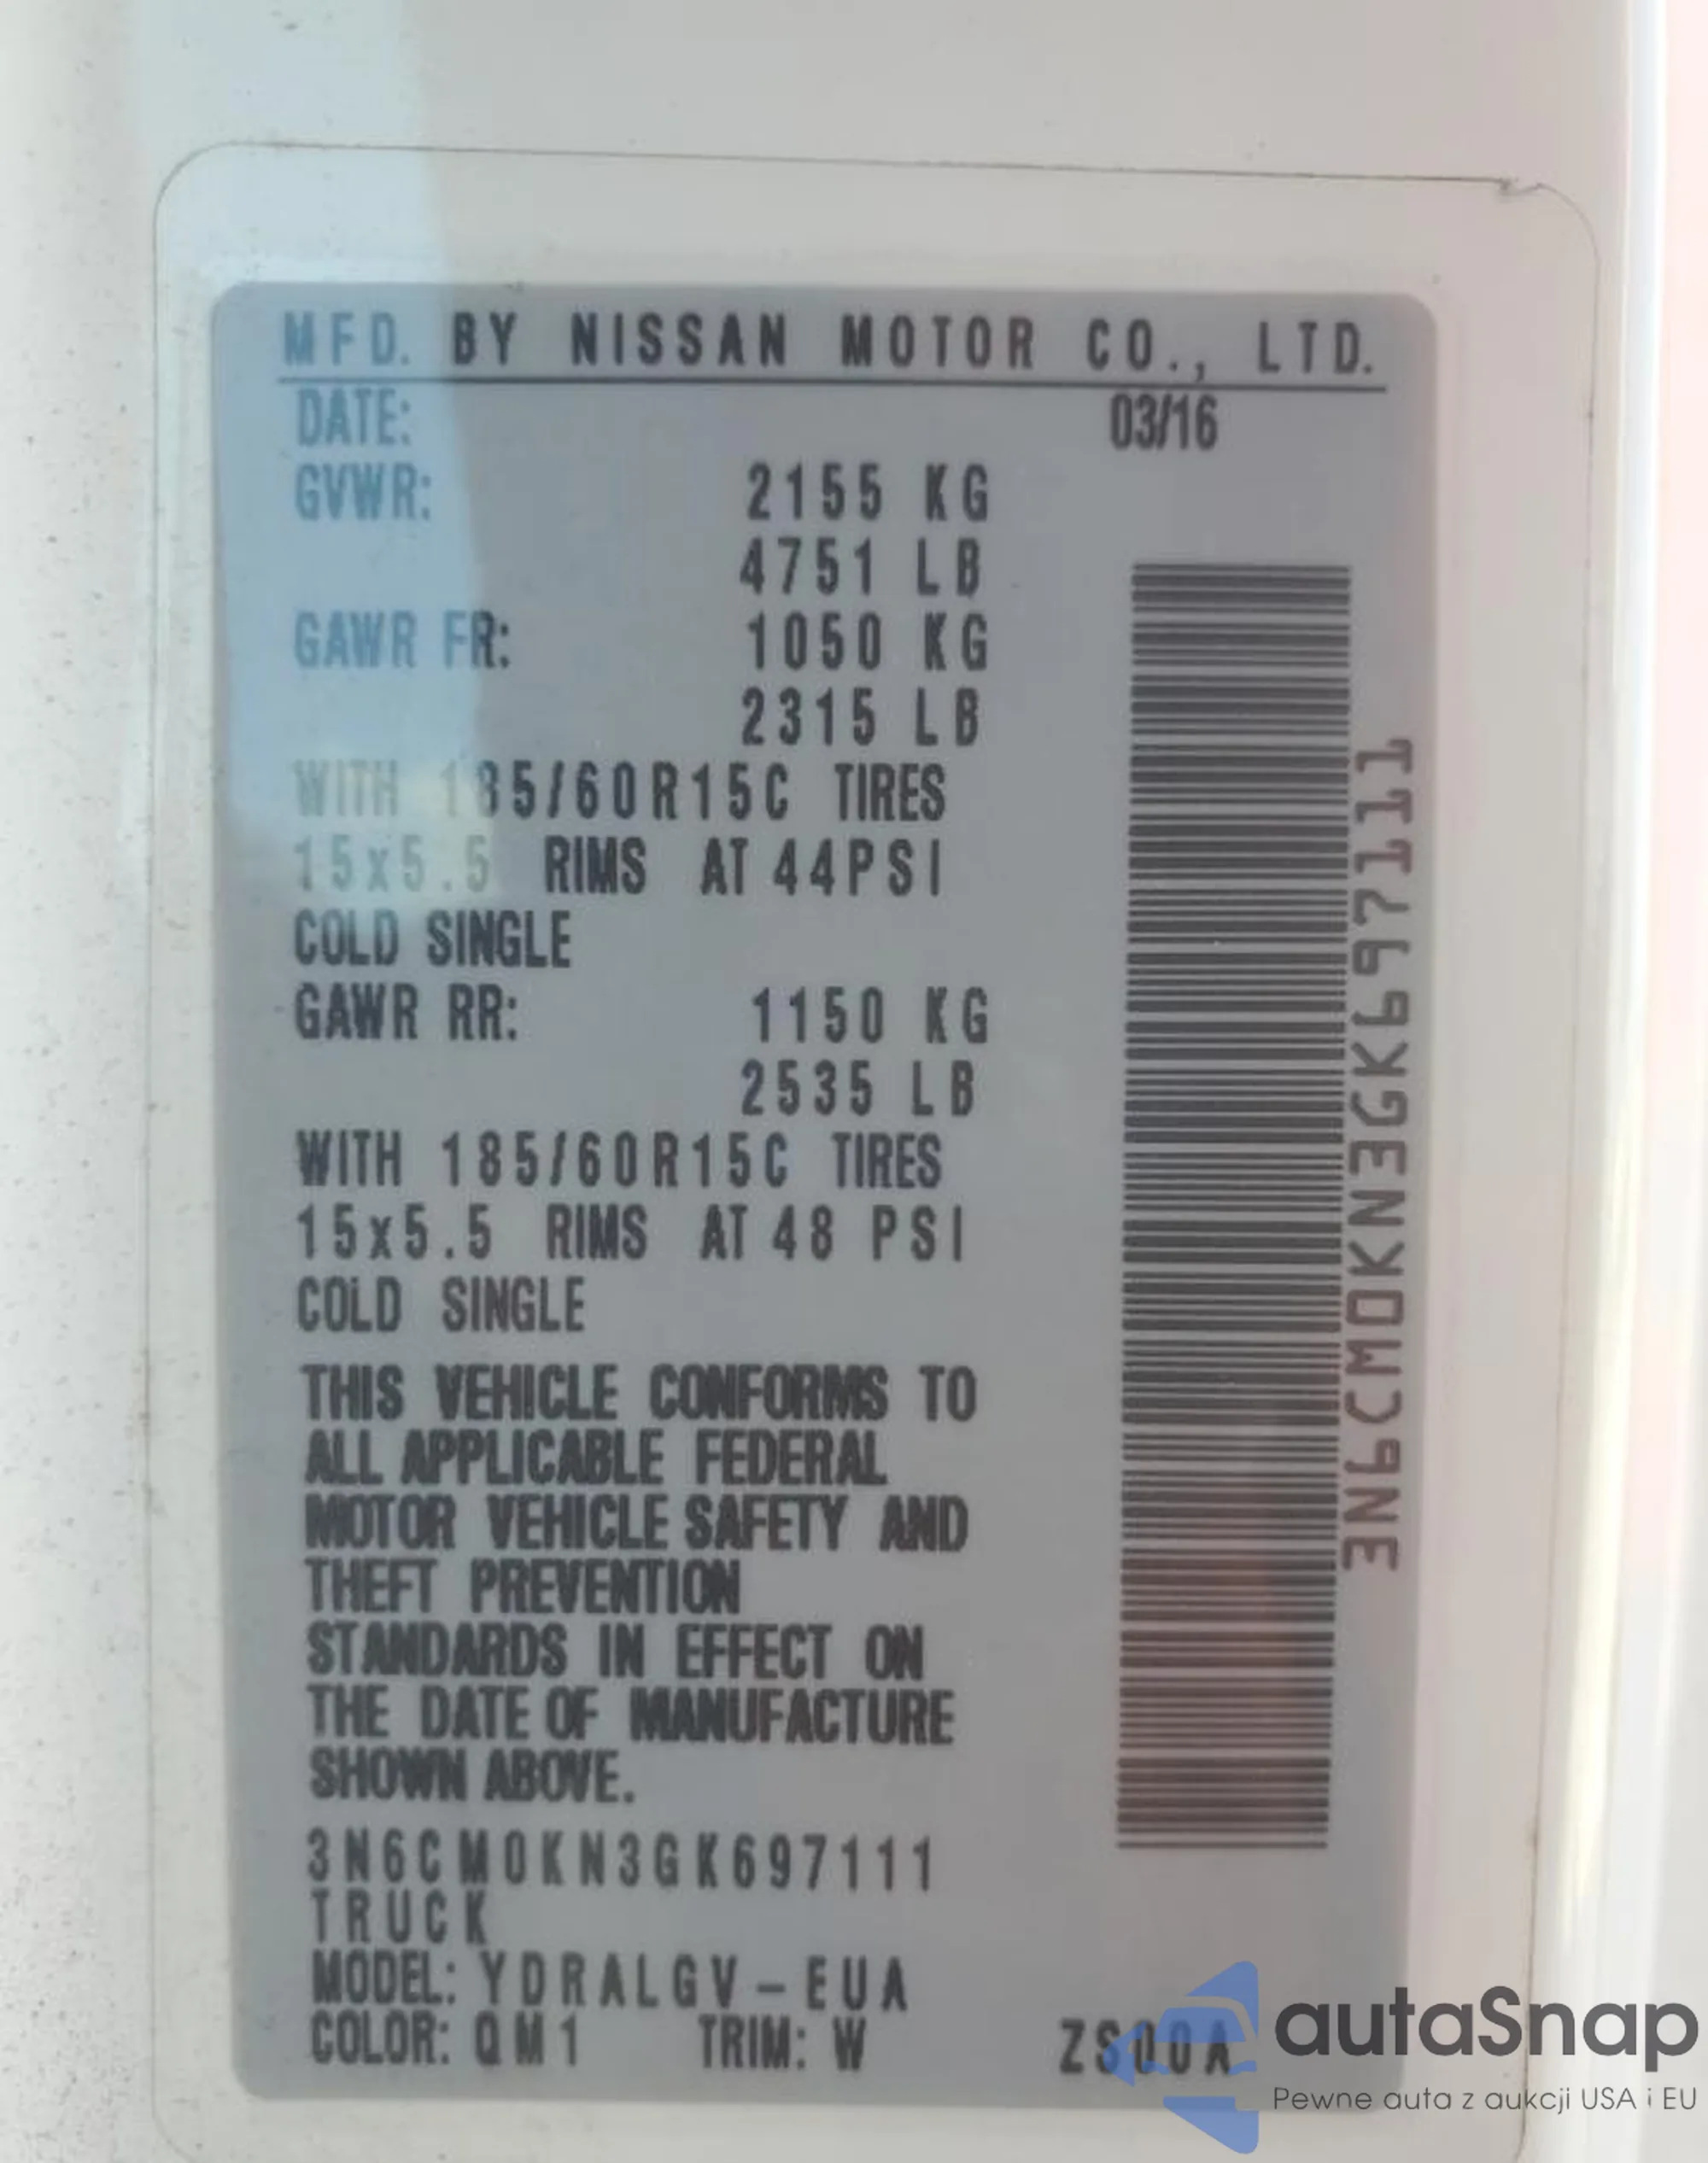 MFD. BY NISSAN MOTOR CO., LTD.
DATE: 03/16
GVWR: 2155 KG
4751 LB
GAWR FR: 1050 KG
2315 LB
WITH 185/60R15C TIRES
15x5.5 RIMS AT 44PSI
COLD SINGLE
GAWR RR: 1150 KG
2535 LB
WITH 185/60R15C TIRES
15x5.5 RIMS AT 48 PSI
COLD SINGLE
THIS VEHICLE CONFORMS TO
ALL APPLICABLE FEDERAL
MOTOR VEHICLE SAFETY AND
THEFT PREVENTION
STANDARDS IN EFFECT ON
THE DATE OF MANUFACTURE
SHOWN ABOVE.
3N6CM0KN3GK697111
TRUCK
MODEL: YDRALGV-EUA
COLOR: QM1 TRIM: W ZS00A
3N6CM0KN3GK697111
autaSnap
Pewne auta z aukcji USA i EU